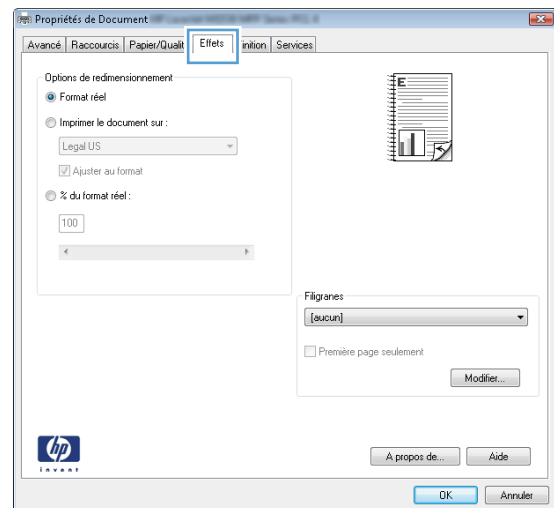 Propriétés de Document
Avancé Raccourcis Papier/Qualit Effets inition Services
Options de redimensionnement
Format réel
Imprimer le document sur :
Legal US
Ajuster au format
% du format réel :
100
E
Filigranes
[aucun]
Première page seulement
Modifier...
hp
invent
A propos de... Aide
OK Annuler